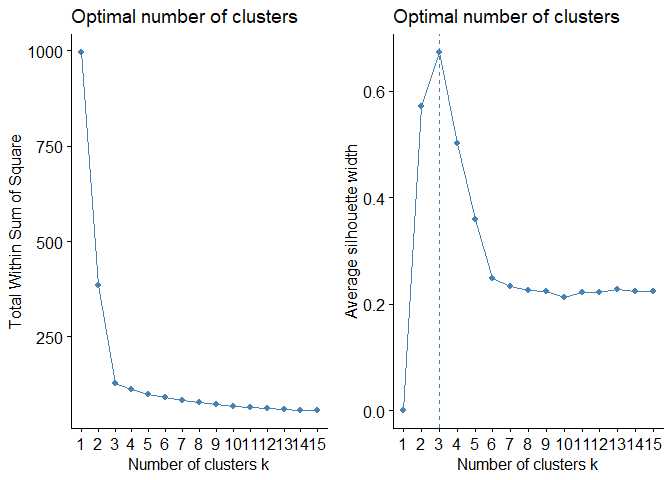 Optimal number of clusters
1000
750
500
250
Total Within Sum of Square
1 2 3 4 5 6 7 8 9 10 11 12 13 14 15
Number of clusters k
Optimal number of clusters
0.6
0.4
0.2
0.0
Average silhouette width
1 2 3 4 5 6 7 8 9 10 11 12 13 14 15
Number of clusters k